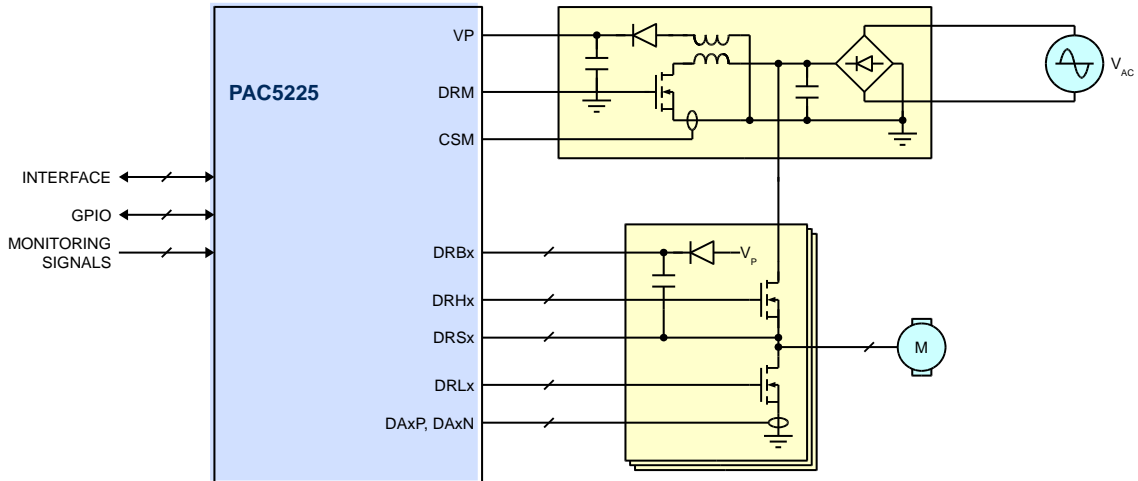 VP
PAC5225
DRM
CSM
V AC
INTERFACE
GPIO
MONITORING
SIGNALS
DRBx
V P
DRHx
DRSx
M
DRLx
DAxP, DAxN